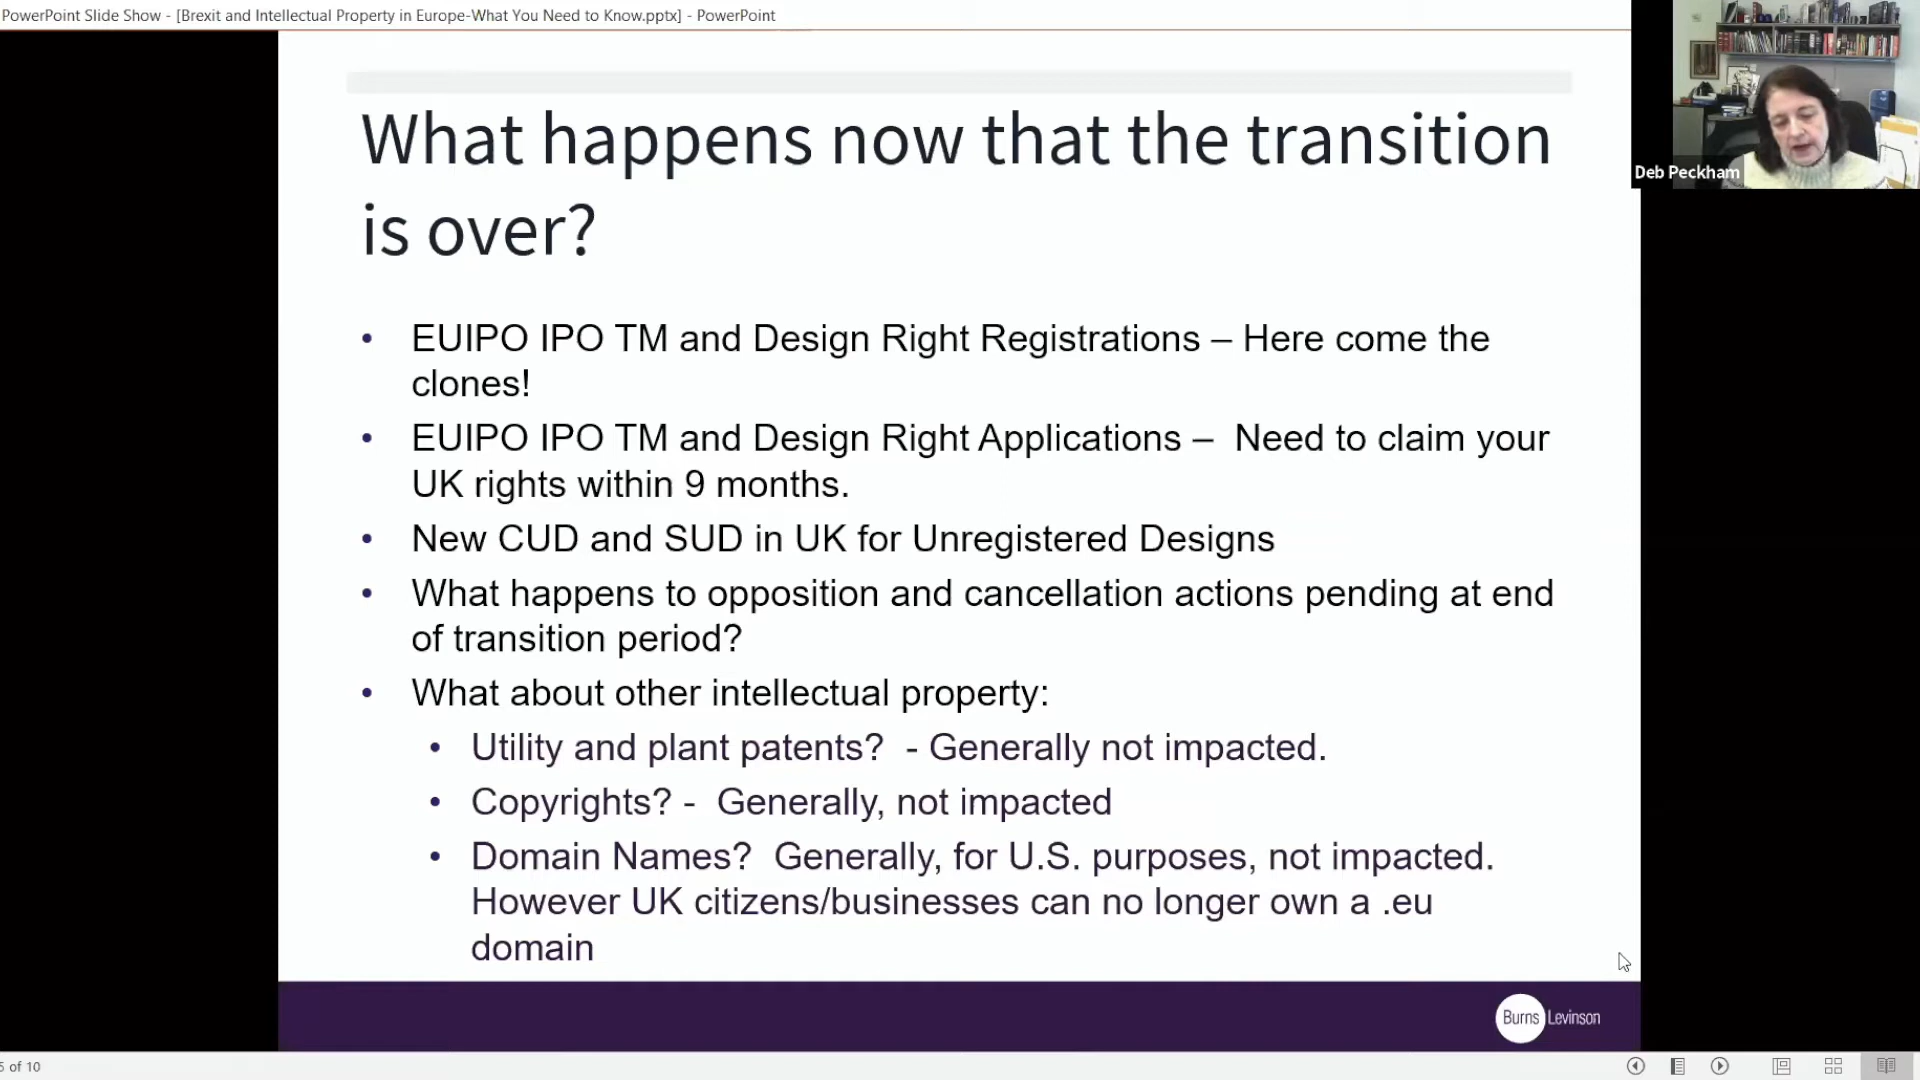 PowerPoint Slide Show - [Brexit and Intellectual Property in Europe-What You Need to Know.pptx] - PowerPoint
Deb Peckham
What happens now that the transition
is over?
• EUIPO IPO TM and Design Right Registrations – Here come the
clones!
• EUIPO IPO TM and Design Right Applications – Need to claim your
UK rights within 9 months.
• New CUD and SUD in UK for Unregistered Designs
• What happens to opposition and cancellation actions pending at end
of transition period?
• What about other intellectual property:
• Utility and plant patents? - Generally not impacted.
• Copyrights? - Generally, not impacted
• Domain Names? Generally, for U.S. purposes, not impacted.
However UK citizens/businesses can no longer own a .eu
domain
Burns Levinson
5 of 10